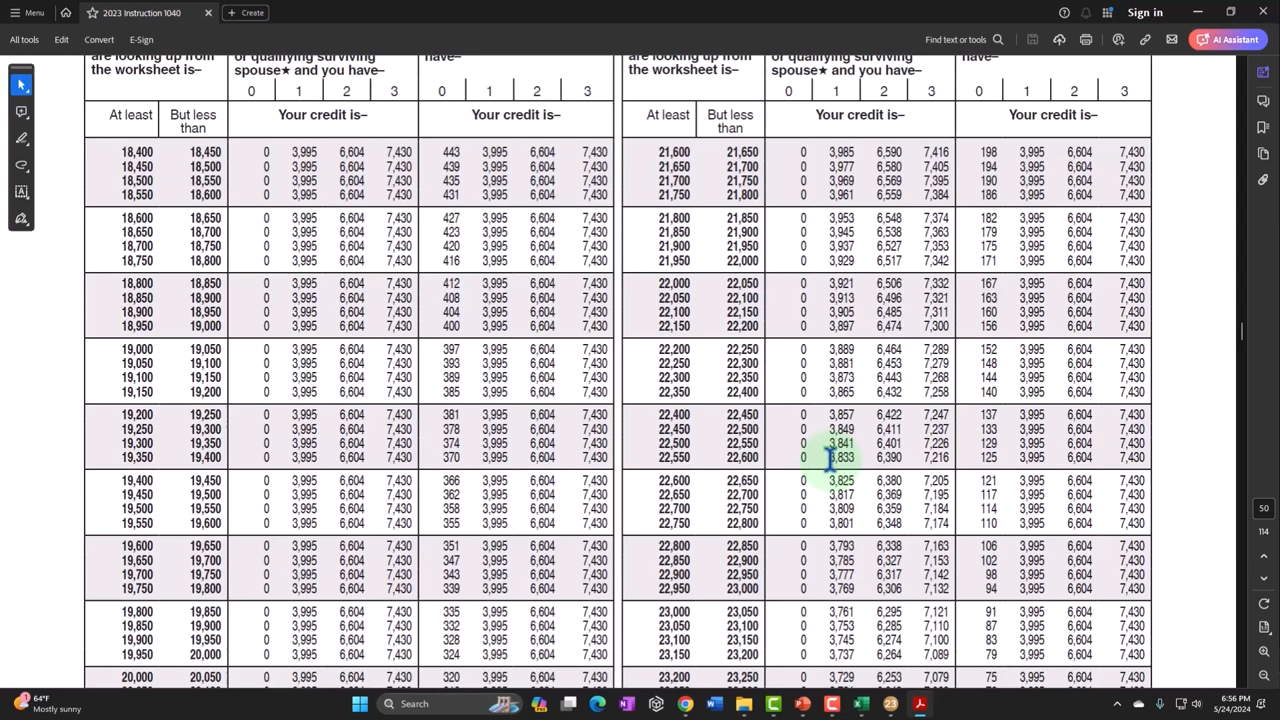 Menu
2023 Instruction 1040
Create
Sign in
All tools Edit Convert E-Sign
Find text or tools
AI Assistant
are looking up from
the worksheet is–
or qualifying surviving
spouse★ and you have–
have–
are looking up from
the worksheet is–
or qualifying surviving
spouse★ and you have–
have–
0 1 2 3 0 1 2 3 0 1 2 3 0 1 2 3
At least But less than Your credit is– Your credit is– At least But less than Your credit is– Your credit is–
18,400 18,450 0 3,995 6,604 7,430 443 3,995 6,604 7,430 21,600 21,650 0 3,985 6,590 7,416 198 3,995 6,604 7,430
18,450 18,500 0 3,995 6,604 7,430 439 3,995 6,604 7,430 21,650 21,700 0 3,977 6,580 7,405 194 3,995 6,604 7,430
18,500 18,550 0 3,995 6,604 7,430 435 3,995 6,604 7,430 21,700 21,750 0 3,969 6,569 7,395 190 3,995 6,604 7,430
18,550 18,600 0 3,995 6,604 7,430 431 3,995 6,604 7,430 21,750 21,800 0 3,961 6,559 7,384 186 3,995 6,604 7,430
18,600 18,650 0 3,995 6,604 7,430 427 3,995 6,604 7,430 21,800 21,850 0 3,953 6,548 7,374 182 3,995 6,604 7,430
18,650 18,700 0 3,995 6,604 7,430 423 3,995 6,604 7,430 21,850 21,900 0 3,945 6,538 7,363 179 3,995 6,604 7,430
18,700 18,750 0 3,995 6,604 7,430 420 3,995 6,604 7,430 21,900 21,950 0 3,937 6,527 7,353 175 3,995 6,604 7,430
18,750 18,800 0 3,995 6,604 7,430 416 3,995 6,604 7,430 21,950 22,000 0 3,929 6,517 7,342 171 3,995 6,604 7,430
18,800 18,850 0 3,995 6,604 7,430 412 3,995 6,604 7,430 22,000 22,050 0 3,921 6,506 7,332 167 3,995 6,604 7,430
18,850 18,900 0 3,995 6,604 7,430 408 3,995 6,604 7,430 22,050 22,100 0 3,913 6,496 7,321 163 3,995 6,604 7,430
18,900 18,950 0 3,995 6,604 7,430 404 3,995 6,604 7,430 22,100 22,150 0 3,905 6,485 7,311 160 3,995 6,604 7,430
18,950 19,000 0 3,995 6,604 7,430 400 3,995 6,604 7,430 22,150 22,200 0 3,897 6,474 7,300 156 3,995 6,604 7,430
19,000 19,050 0 3,995 6,604 7,430 397 3,995 6,604 7,430 22,200 22,250 0 3,889 6,464 7,289 152 3,995 6,604 7,430
19,050 19,100 0 3,995 6,604 7,430 393 3,995 6,604 7,430 22,250 22,300 0 3,881 6,453 7,279 148 3,995 6,604 7,430
19,100 19,150 0 3,995 6,604 7,430 389 3,995 6,604 7,430 22,300 22,350 0 3,873 6,443 7,268 144 3,995 6,604 7,430
19,150 19,200 0 3,995 6,604 7,430 385 3,995 6,604 7,430 22,350 22,400 0 3,865 6,432 7,258 140 3,995 6,604 7,430
19,200 19,250 0 3,995 6,604 7,430 381 3,995 6,604 7,430 22,400 22,450 0 3,857 6,422 7,247 137 3,995 6,604 7,430
19,250 19,300 0 3,995 6,604 7,430 378 3,995 6,604 7,430 22,450 22,500 0 3,849 6,411 7,237 133 3,995 6,604 7,430
19,300 19,350 0 3,995 6,604 7,430 374 3,995 6,604 7,430 22,500 22,550 0 3,841 6,401 7,226 129 3,995 6,604 7,430
19,350 19,400 0 3,995 6,604 7,430 370 3,995 6,604 7,430 22,550 22,600 0 3,833 6,390 7,216 125 3,995 6,604 7,430
19,400 19,450 0 3,995 6,604 7,430 366 3,995 6,604 7,430 22,600 22,650 0 3,825 6,380 7,205 121 3,995 6,604 7,430
19,450 19,500 0 3,995 6,604 7,430 362 3,995 6,604 7,430 22,650 22,700 0 3,817 6,369 7,195 117 3,995 6,604 7,430
19,500 19,550 0 3,995 6,604 7,430 358 3,995 6,604 7,430 22,700 22,750 0 3,809 6,359 7,184 114 3,995 6,604 7,430
19,550 19,600 0 3,995 6,604 7,430 355 3,995 6,604 7,430 22,750 22,800 0 3,801 6,348 7,174 110 3,995 6,604 7,430
19,600 19,650 0 3,995 6,604 7,430 351 3,995 6,604 7,430 22,800 22,850 0 3,793 6,338 7,163 106 3,995 6,604 7,430
19,650 19,700 0 3,995 6,604 7,430 347 3,995 6,604 7,430 22,850 22,900 0 3,785 6,327 7,153 102 3,995 6,604 7,430
19,700 19,750 0 3,995 6,604 7,430 343 3,995 6,604 7,430 22,900 22,950 0 3,777 6,317 7,142 98 3,995 6,604 7,430
19,750 19,800 0 3,995 6,604 7,430 339 3,995 6,604 7,430 22,950 23,000 0 3,769 6,306 7,132 94 3,995 6,604 7,430
19,800 19,850 0 3,995 6,604 7,430 335 3,995 6,604 7,430 23,000 23,050 0 3,761 6,295 7,121 91 3,995 6,604 7,430
19,850 19,900 0 3,995 6,604 7,430 332 3,995 6,604 7,430 23,050 23,100 0 3,753 6,285 7,110 87 3,995 6,604 7,430
19,900 19,950 0 3,995 6,604 7,430 328 3,995 6,604 7,430 23,100 23,150 0 3,745 6,274 7,100 83 3,995 6,604 7,430
19,950 20,000 0 3,995 6,604 7,430 324 3,995 6,604 7,430 23,150 23,200 0 3,737 6,264 7,089 79 3,995 6,604 7,430
20,000 20,050 0 3,995 6,604 7,430 320 3,995 6,604 7,430 23,200 23,250 0 3,729 6,253 7,079 75 3,995 6,604 7,430
50
114
64°F
Mostly sunny
Search
23
6:56 PM
5/24/2024